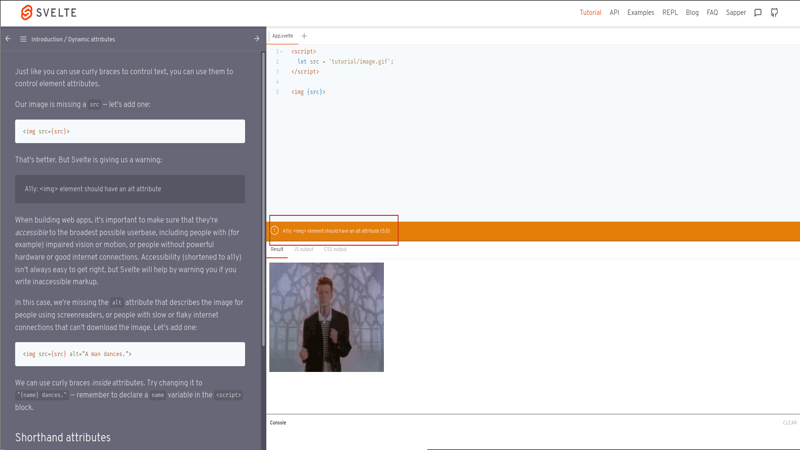 SVELTE
Tutorial API Examples REPL Blog FAQ Sapper
Introduction / Dynamic attributes
Just like you can use curly braces to control text, you can use them to
control element attributes.
Our image is missing a src — let's add one:
<img src={src}>
That's better. But Svelte is giving us a warning:
A11y: <img> element should have an alt attribute
When building web apps, it's important to make sure that they're
accessible to the broadest possible userbase, including people with (for
example) impaired vision or motion, or people without powerful
hardware or good internet connections. Accessibility (shortened to a11y)
isn't always easy to get right, but Svelte will help by warning you if you
write inaccessible markup.
In this case, we're missing the alt attribute that describes the image for
people using screenreaders, or people with slow or flaky internet
connections that can't download the image. Let's add one:
<img src={src} alt="A man dances.">
We can use curly braces inside attributes. Try changing it to
"{name} dances." — remember to declare a name variable in the <script>
block.
Shorthand attributes
App.svelte +
1 <script>
2 let src = 'tutorial/image.gif';
3 </script>
4
5 <img {src}>
A11y: <img> element should have an alt attribute (5:0)
Result JS output CSS output
Console CLEAR